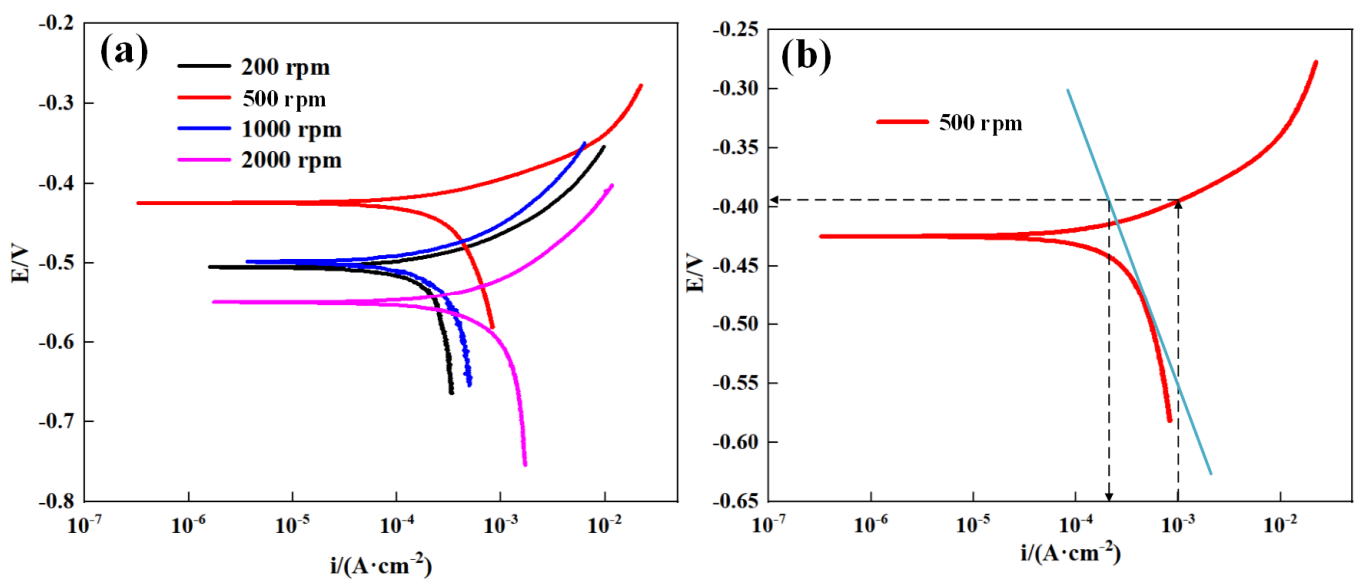 (a)
200 rpm
500 rpm
1000 rpm
2000 rpm
E/V
-0.2
-0.3
-0.4
-0.5
-0.6
-0.7
-0.8
10⁻⁷ 10⁻⁶ 10⁻⁵ 10⁻⁴ 10⁻³ 10⁻²
i/(A·cm⁻²)
(b)
500 rpm
E/V
-0.25
-0.30
-0.35
-0.40
-0.45
-0.50
-0.55
-0.60
-0.65
10⁻⁷ 10⁻⁶ 10⁻⁵ 10⁻⁴ 10⁻³ 10⁻²
i/(A·cm⁻²)